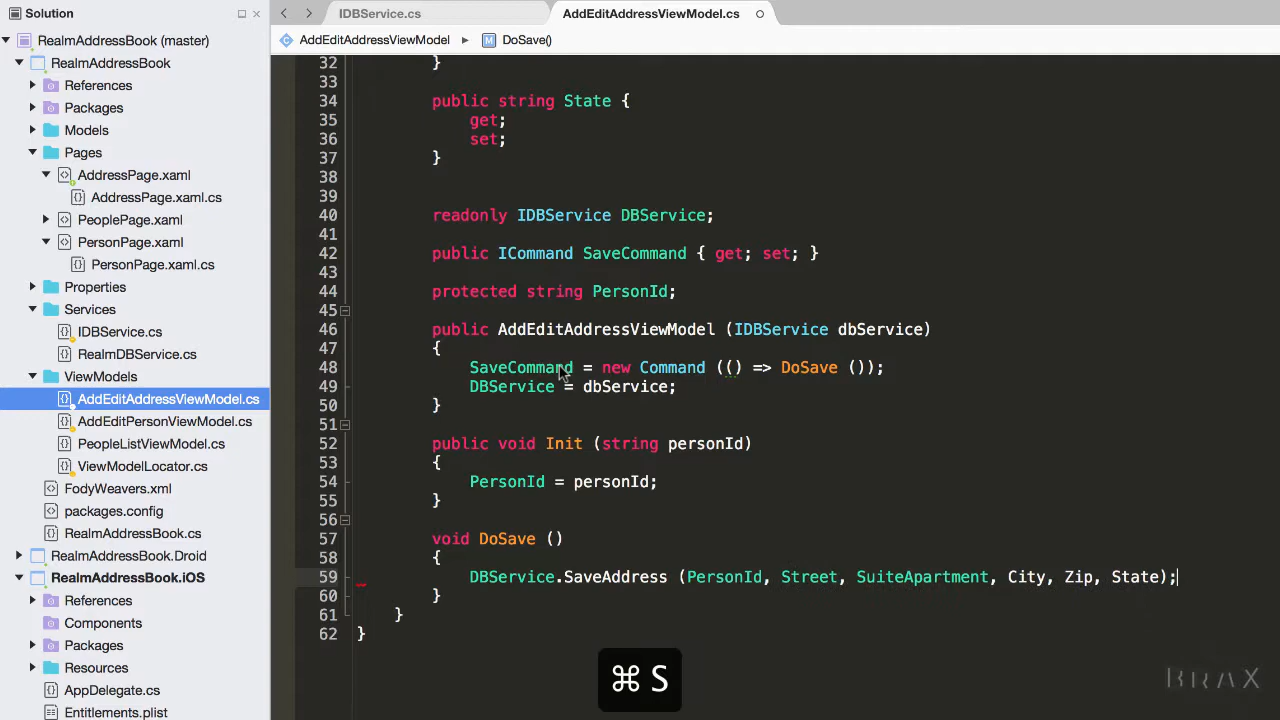 Solution
IDBService.cs
AddEditAddressViewModel.cs
AddEditAddressViewModel
M
DoSave()
RealmAddressBook (master)
RealmAddressBook
References
Packages
Models
Pages
AddressPage.xaml
AddressPage.xaml.cs
PeoplePage.xaml
PersonPage.xaml
PersonPage.xaml.cs
Properties
Services
IDBService.cs
RealmDBService.cs
ViewModels
AddEditAddressViewModel.cs
AddEditPersonViewModel.cs
PeopleListViewModel.cs
ViewModelLocator.cs
FodyWeavers.xml
packages.config
RealmAddressBook.cs
RealmAddressBook.Droid
RealmAddressBook.iOS
References
Components
Packages
Resources
AppDelegate.cs
Entitlements.plist
32 }
33
34 public string State {
35 get;
36 set;
37 }
38
39
40 readonly IDBService DBService;
41
42 public ICommand SaveCommand { get; set; }
43
44 protected string PersonId;
45
46 public AddEditAddressViewModel (IDBService dbService)
47 {
48 SaveCommand = new Command (() => DoSave ());
49 DBService = dbService;
50 }
51
52 public void Init (string personId)
53 {
54 PersonId = personId;
55 }
56
57 void DoSave ()
58 {
59 DBService.SaveAddress (PersonId, Street, SuiteApartment, City, Zip, State);
60 }
61 }
62 }
⌘ S
BRAX